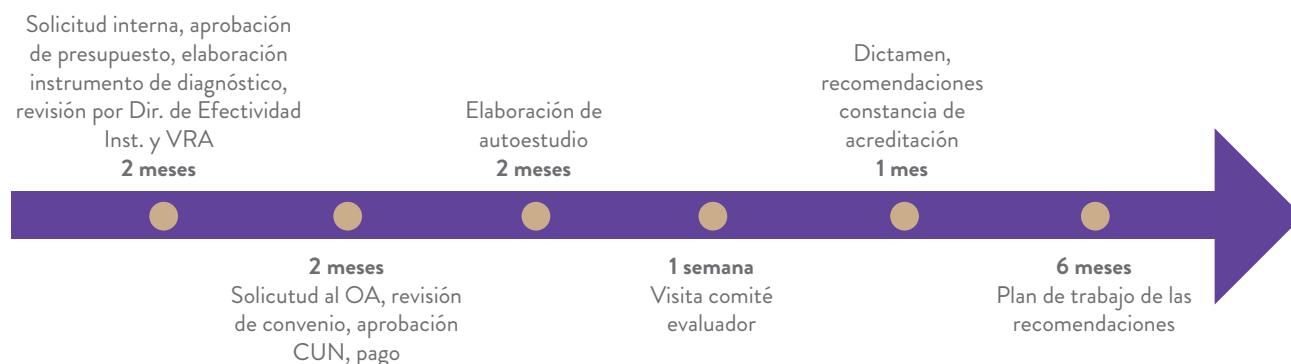 Solicitud interna, aprobación
de presupuesto, elaboración
instrumento de diagnóstico,
revisión por Dir. de Efectividad
Inst. y VRA
2 meses
2 meses
Solicutud al OA, revisión
de convenio, aprobación
CUN, pago
Elaboración de
autoestudio
2 meses
1 semana
Visita comité
evaluador
Dictamen,
recomendaciones
constancia de
acreditación
1 mes
6 meses
Plan de trabajo de las
recomendaciones